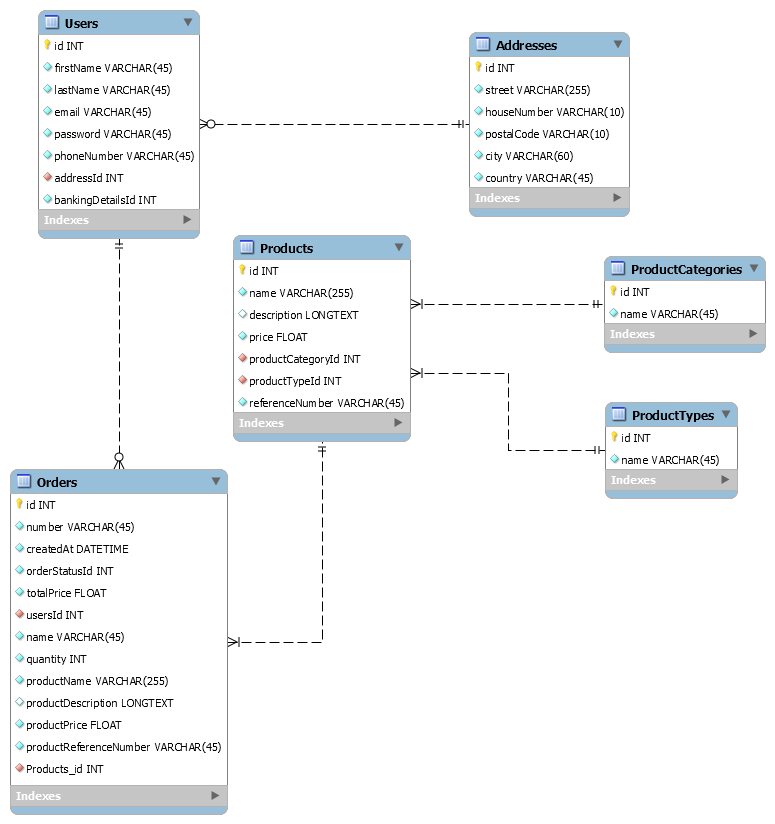 Users
id INT
firstName VARCHAR(45)
lastName VARCHAR(45)
email VARCHAR(45)
password VARCHAR(45)
phoneNumber VARCHAR(45)
addressId INT
bankingDetailsId INT
Indexes
Addresses
id INT
street VARCHAR(255)
houseNumber VARCHAR(10)
postalCode VARCHAR(10)
city VARCHAR(60)
country VARCHAR(45)
Indexes
Products
id INT
name VARCHAR(255)
description LONGTEXT
price FLOAT
productCategoryId INT
productTypeId INT
referenceNumber VARCHAR(45)
Indexes
ProductCategories
id INT
name VARCHAR(45)
Indexes
ProductTypes
id INT
name VARCHAR(45)
Indexes
Orders
id INT
number VARCHAR(45)
createdAt DATETIME
orderStatusId INT
totalPrice FLOAT
usersId INT
name VARCHAR(45)
quantity INT
productName VARCHAR(255)
productDescription LONGTEXT
productPrice FLOAT
productReferenceNumber VARCHAR(45)
Products_id INT
Indexes